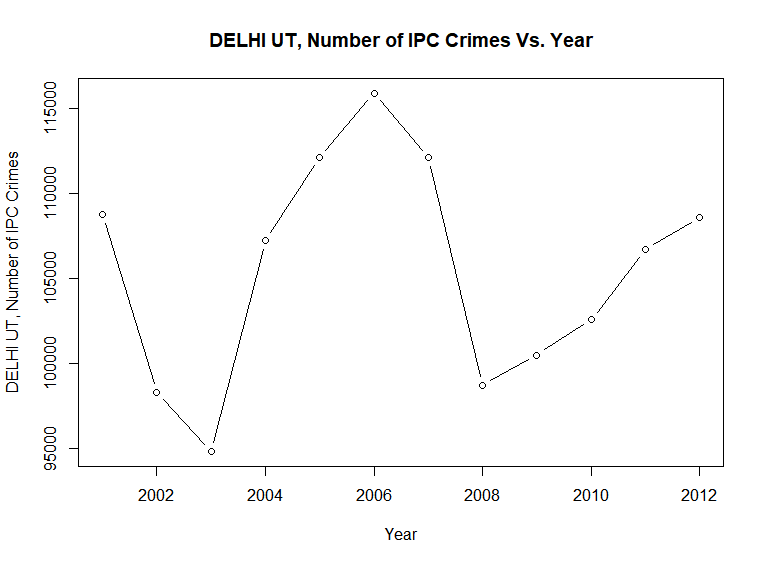 DELHI UT, Number of IPC Crimes Vs. Year
DELHI UT, Number of IPC Crimes
115000
110000
105000
100000
95000
2002 2004 2006 2008 2010 2012
Year